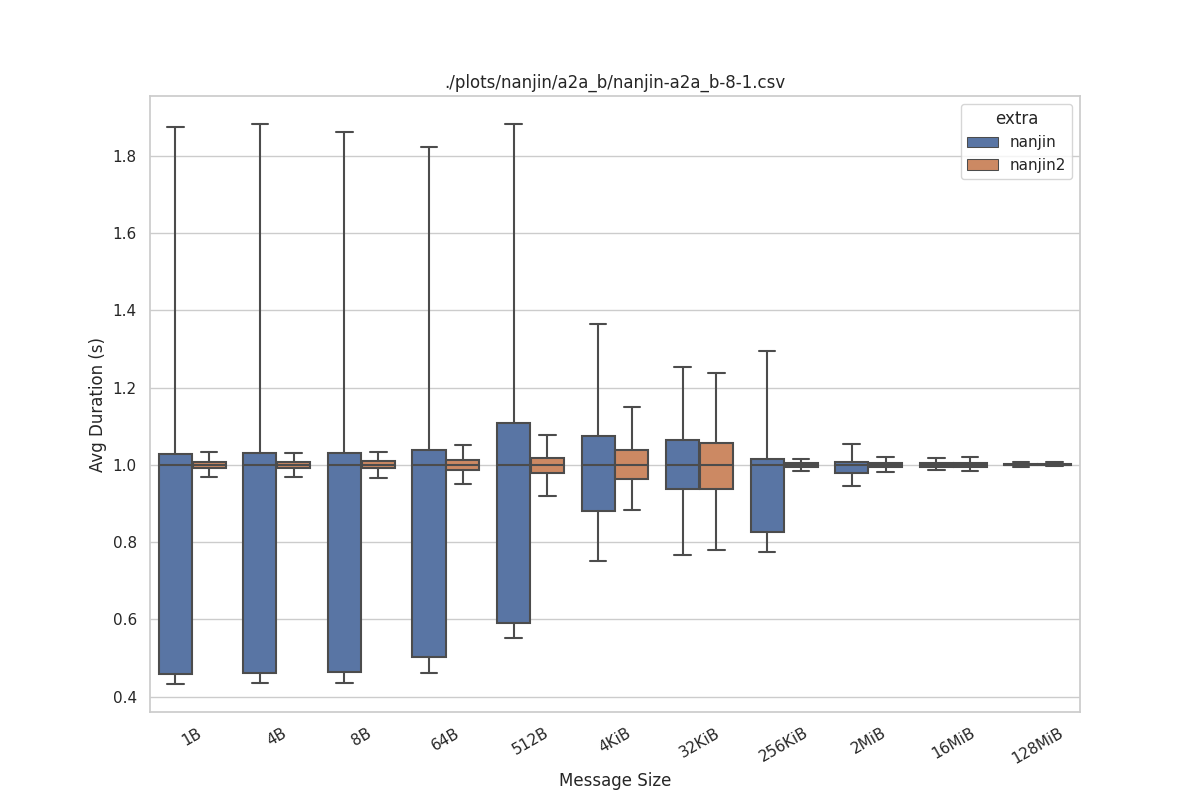 ./plots/nanjin/a2a_b/nanjin-a2a_b-8-1.csv
extra
nanjin
nanjin2
Avg Duration (s)
1.8
1.6
1.4
1.2
1.0
0.8
0.6
0.4
1B
4B
8B
64B
512B
4KiB
32KiB
256KiB
2MiB
16MiB
128MiB
Message Size